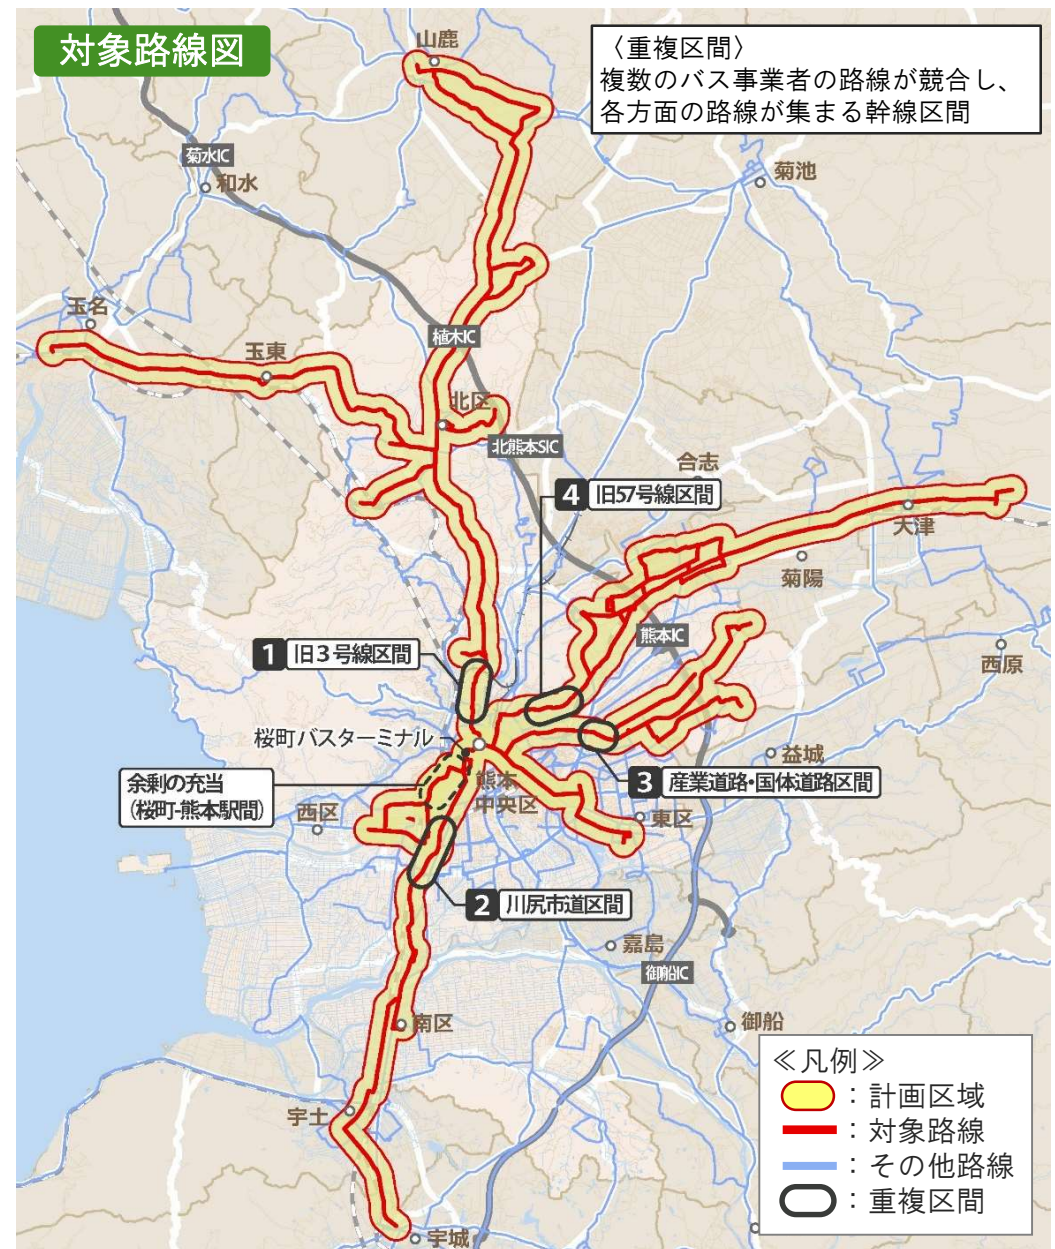 対象路線図
〈重複区間〉
複数のバス事業者の路線が競合し、
各方面の路線が集まる幹線区間
山鹿
菊水IC
和水
菊池
玉名
植木IC
玉東
北区
北熊本SIC
合志
4 旧57号線区間
大津
菊陽
熊本IC
1 旧3号線区間
西原
桜町バスターミナル
益城
余剰の充当
(桜町-熊本駅間)
熊本
中央区
3 産業道路・国体道路区間
西区
東区
2 川尻市道区間
嘉島
御船IC
南区
御船
宇土
宇城
≪凡例≫
：計画区域
：対象路線
：その他路線
：重複区間